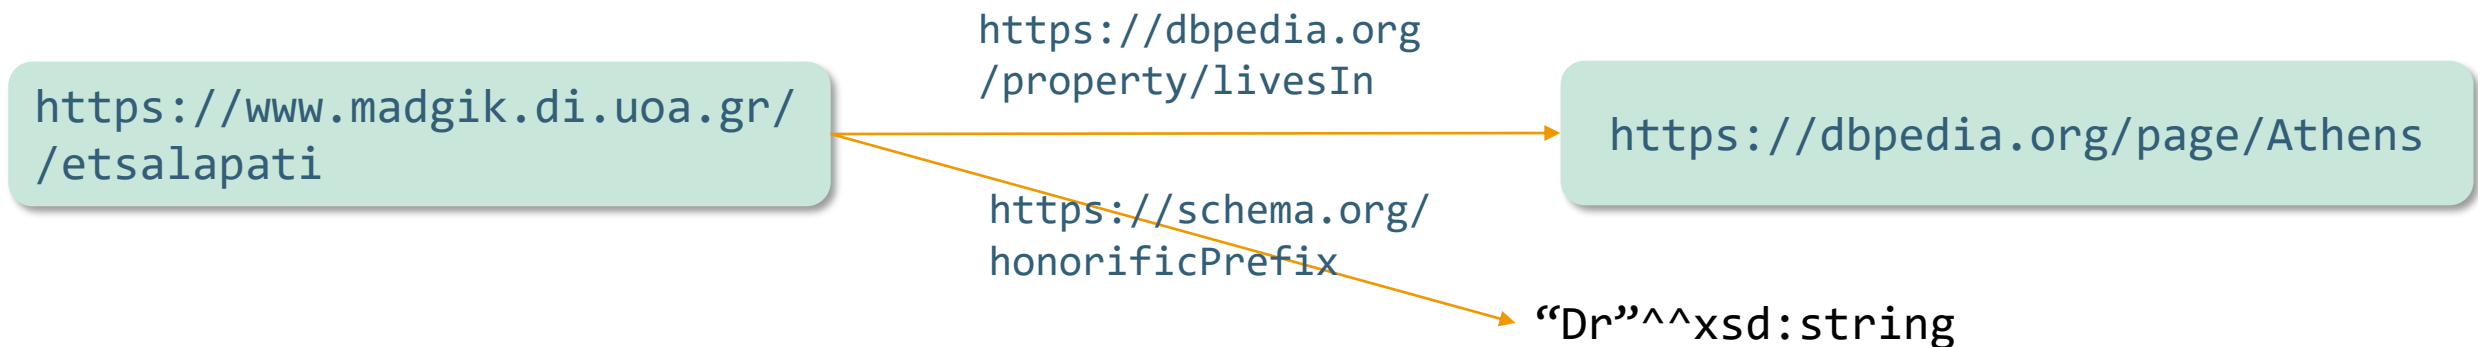 https://dbpedia.org
/property/livesIn
https://www.madgik.di.uoa.gr/
/etsalapati
https://dbpedia.org/page/Athens
https://schema.org/
honorificPrefix
“Dr”^^xsd:string